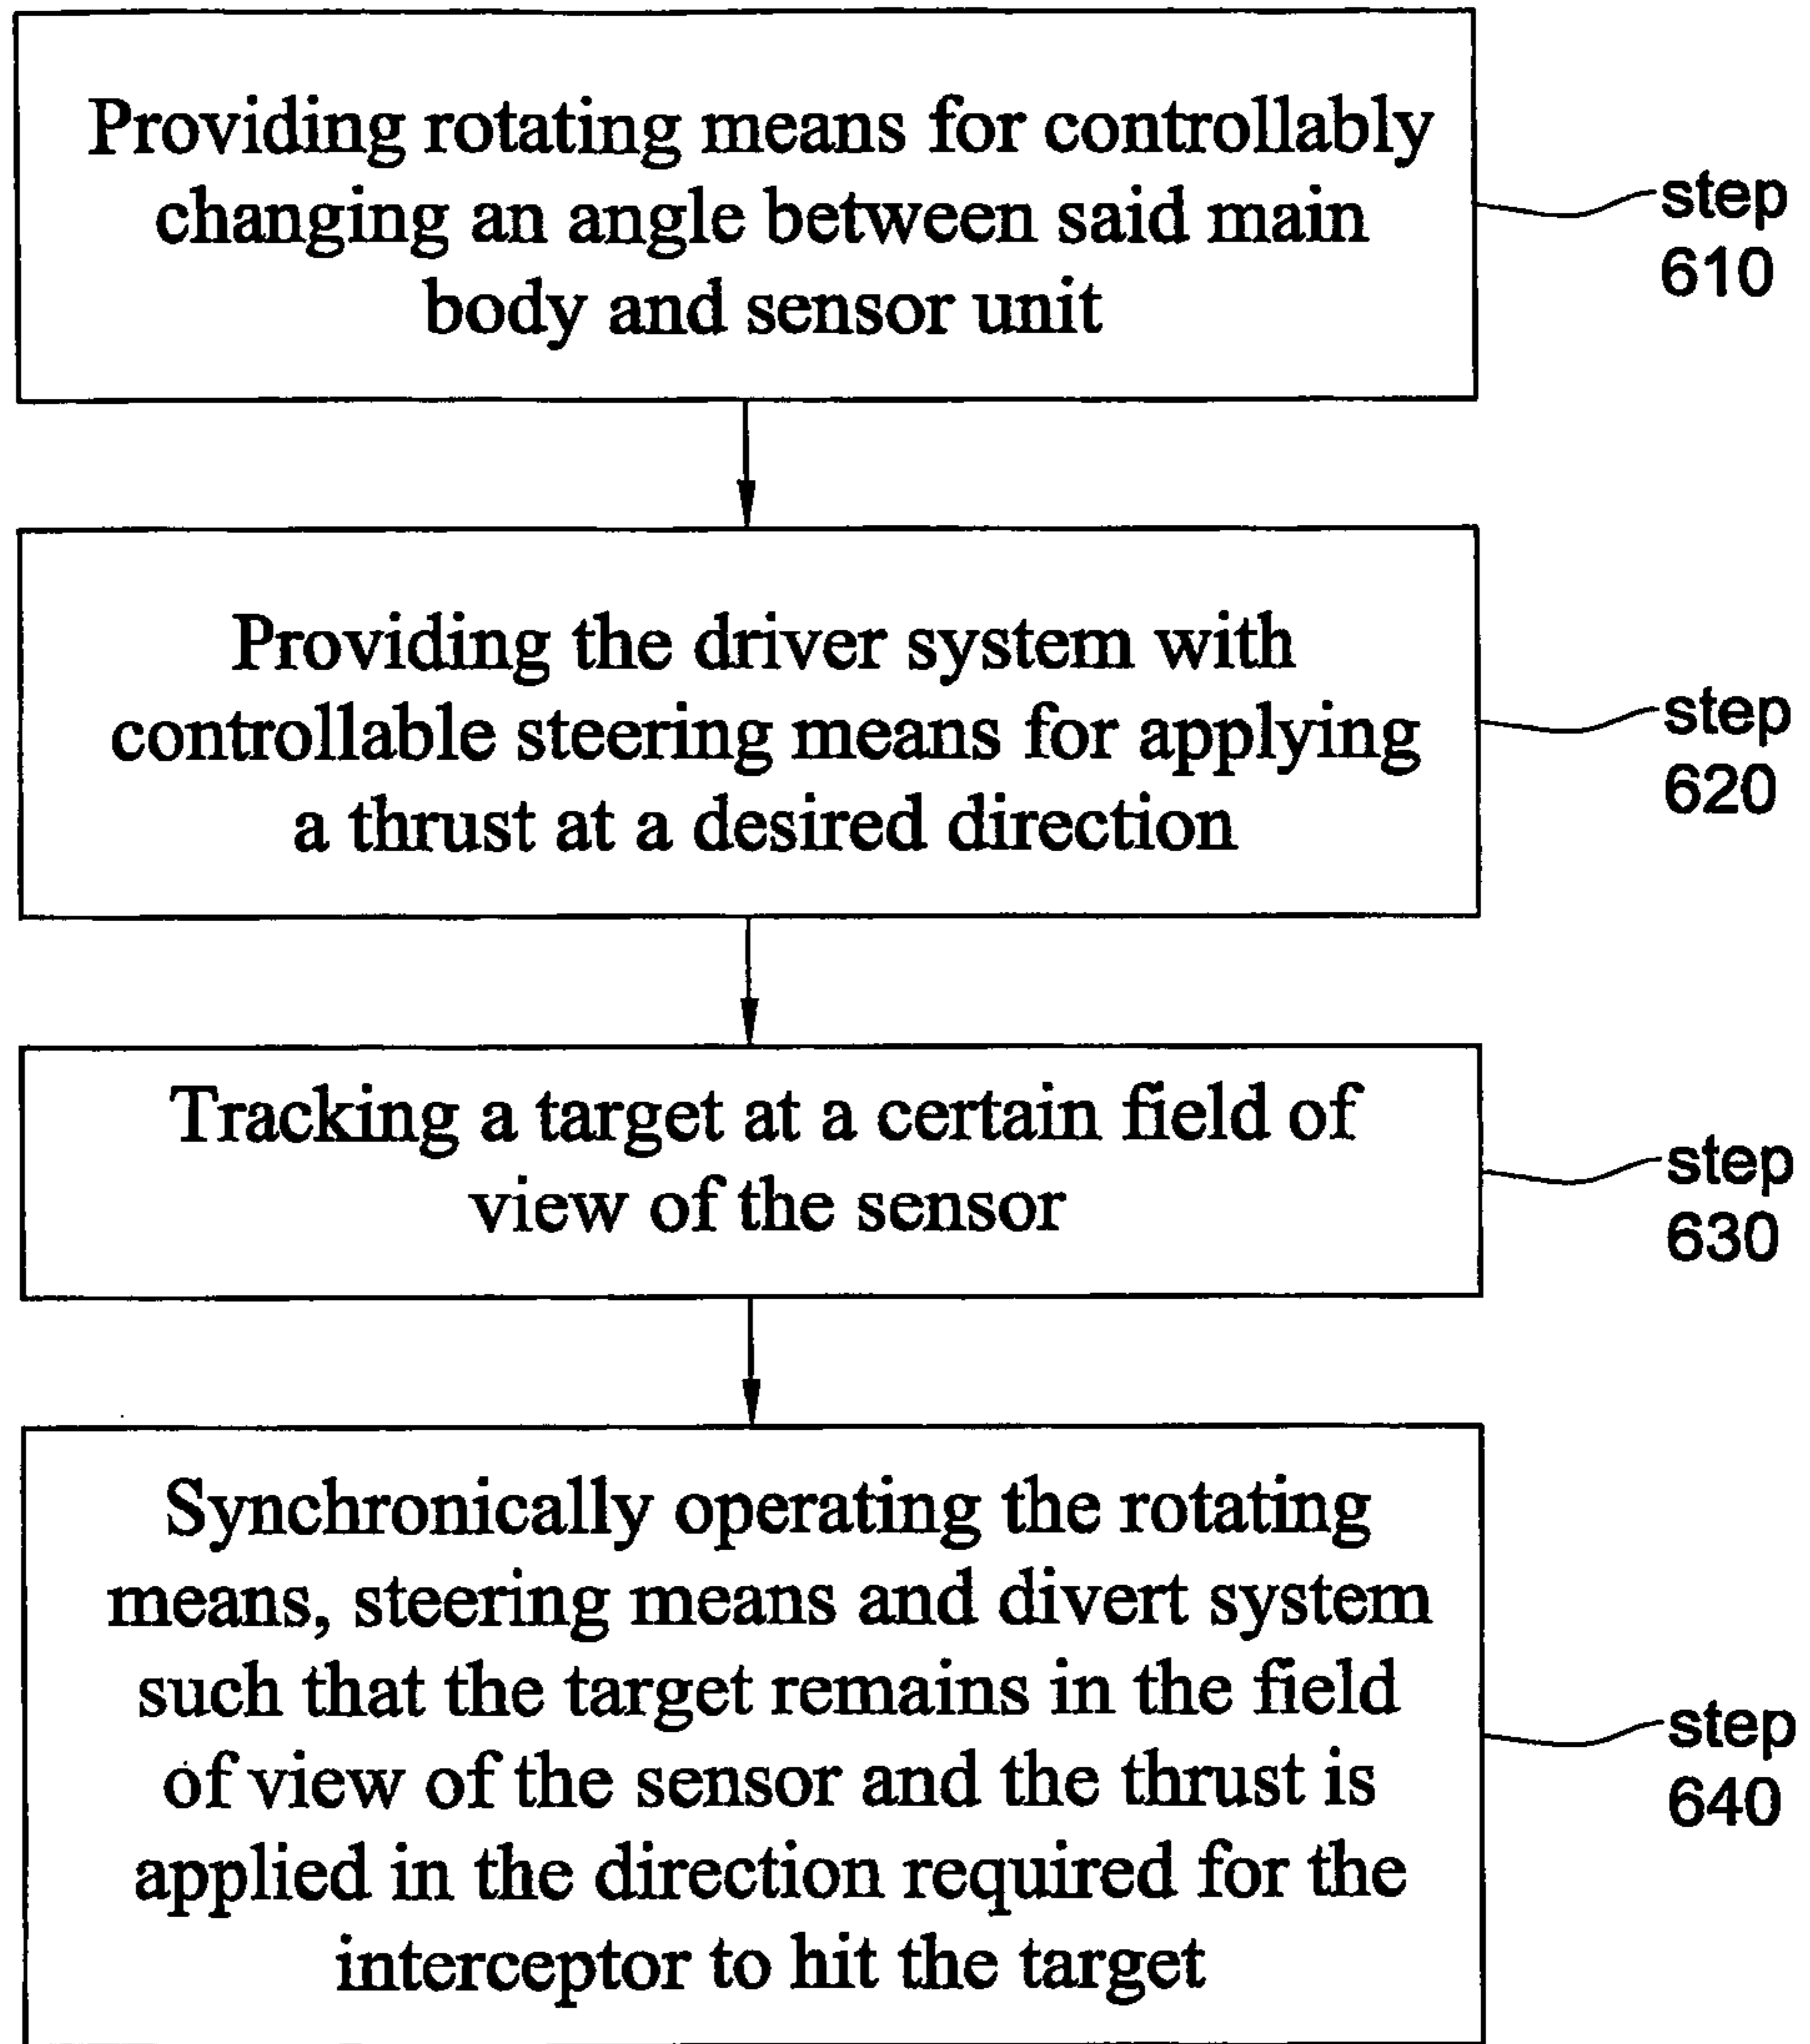 Providing rotating means for controllably
changing an angle between said main
body and sensor unit
step
610
Providing the driver system with
controllable steering means for applying
a thrust at a desired direction
step
620
Tracking a target at a certain field of
view of the sensor
step
630
Synchronically operating the rotating
means, steering means and divert system
such that the target remains in the field
of view of the sensor and the thrust is
applied in the direction required for the
interceptor to hit the target
step
640